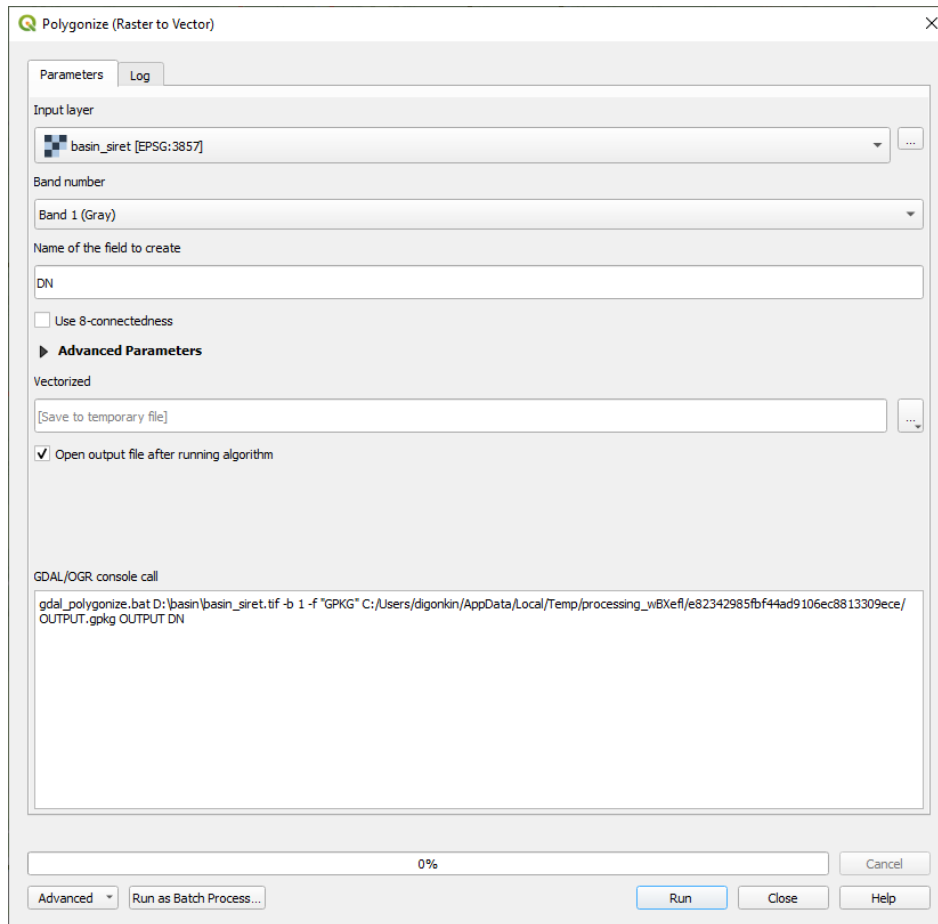 Polygonize (Raster to Vector)
Parameters
Log
Input layer
basin_siret [EPSG:3857]
...
Band number
Band 1 (Gray)
Name of the field to create
DN
Use 8-connectedness
Advanced Parameters
Vectorized
[Save to temporary file]
...
Open output file after running algorithm
GDAL/OGR console call
gdal_polygonize.bat D:\basin\basin_siret.tif -b 1 -f "GPKG" C:/Users/digonkin/AppData/Local/Temp/processing_wBXefl/e82342985fbf44ad9106ec8813309ece/
OUTPUT.gpkg OUTPUT DN
0%
Cancel
Advanced
Run as Batch Process...
Run
Close
Help